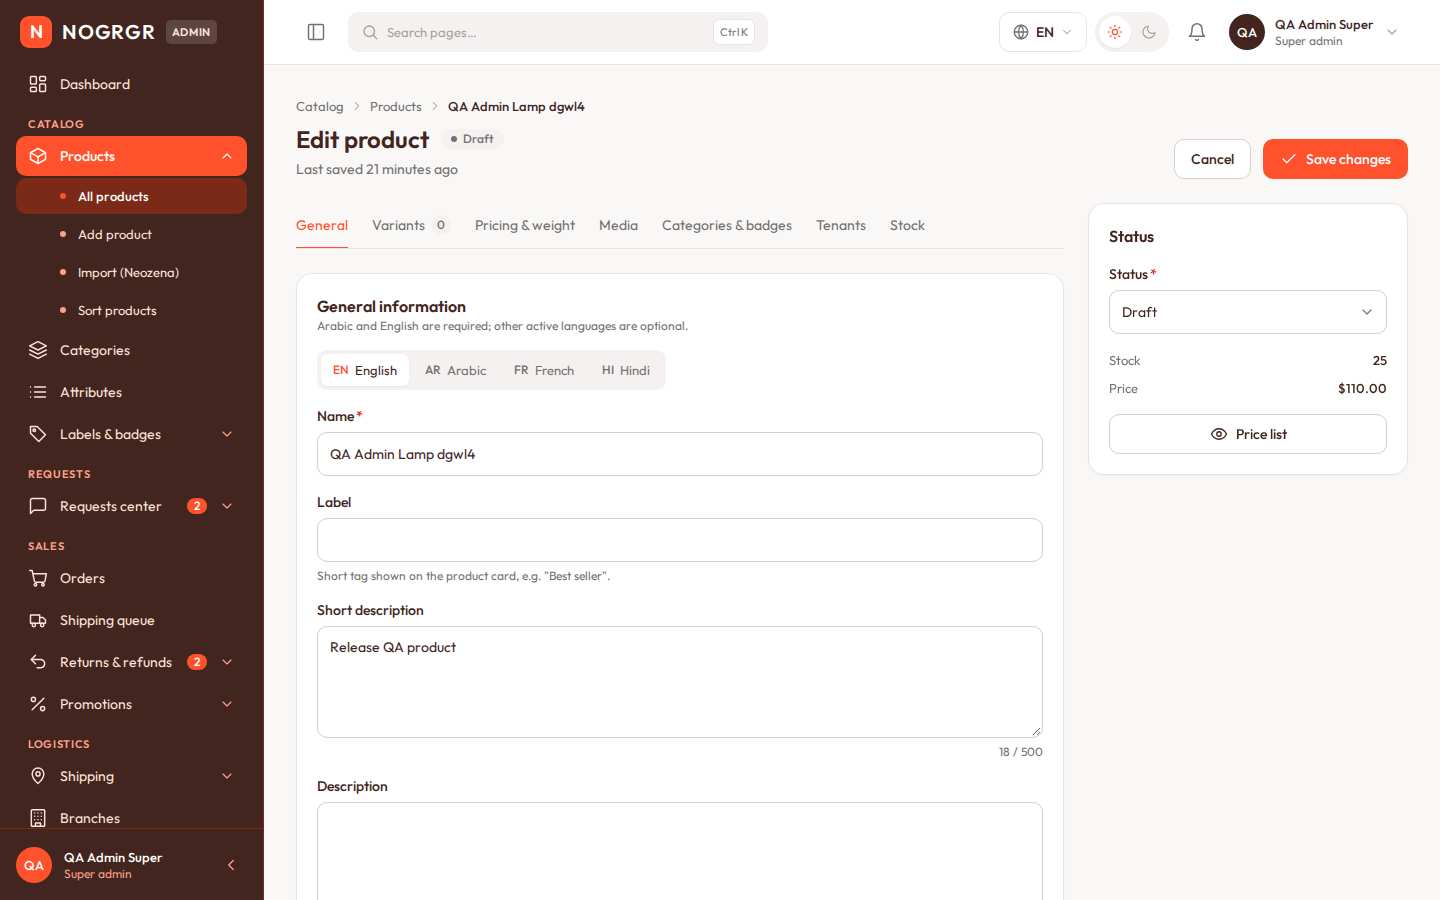 N NOGRGR ADMIN
Dashboard
CATALOG
Products
All products
Add product
Import (Neozena)
Sort products
Categories
Attributes
Labels & badges
REQUESTS
Requests center 2
SALES
Orders
Shipping queue
Returns & refunds 2
Promotions
LOGISTICS
Shipping
Branches
QA QA Admin Super
Super admin
Search pages... Ctrl K
EN
QA QA Admin Super
Super admin
Catalog Products QA Admin Lamp dgwl4
Edit product Draft
Last saved 21 minutes ago
Cancel Save changes
General Variants 0 Pricing & weight Media Categories & badges Tenants Stock
General information
Arabic and English are required; other active languages are optional.
EN English AR Arabic FR French HI Hindi
Name*
QA Admin Lamp dgwl4
Label
Short tag shown on the product card, e.g. "Best seller".
Short description
Release QA product
18 / 500
Description
Status
Status*
Draft
Stock 25
Price $110.00
Price list